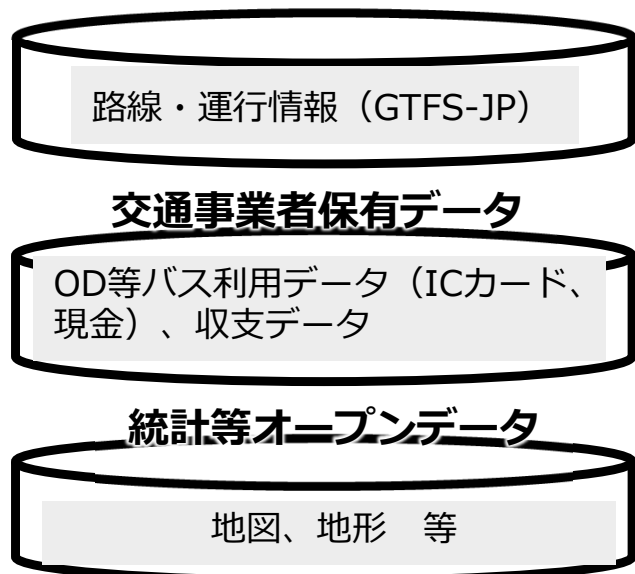 路線・運行情報（GTFS-JP）
交通事業者保有データ
OD等バス利用データ（ICカード、
現金）、収支データ
統計等オープンデータ
地図、地形　等